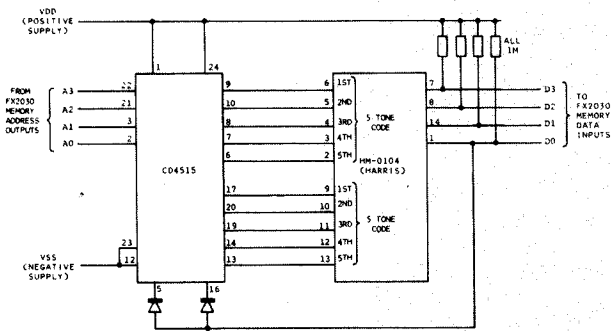 VDD
(POSITIVE
SUPPLY)
ALL
1M
1
24
FROM
FX2030
MEMORY
ADDRESS
OUTPUTS
A3
A2
A1
A0
22
21
3
2
CD4515
9
10
8
7
6
17
20
19
14
13
6
5
4
3
2
9
10
11
12
13
1ST
2ND
3RD
4TH
5TH
5 TONE
CODE
HM-0104
(HARRIS)
1ST
2ND
3RD
4TH
5TH
5 TONE
CODE
7
8
14
1
D3
D2
D1
D0
TO
FX2030
MEMORY
DATA
INPUTS
VSS
(NEGATIVE
SUPPLY)
23
12
5
16